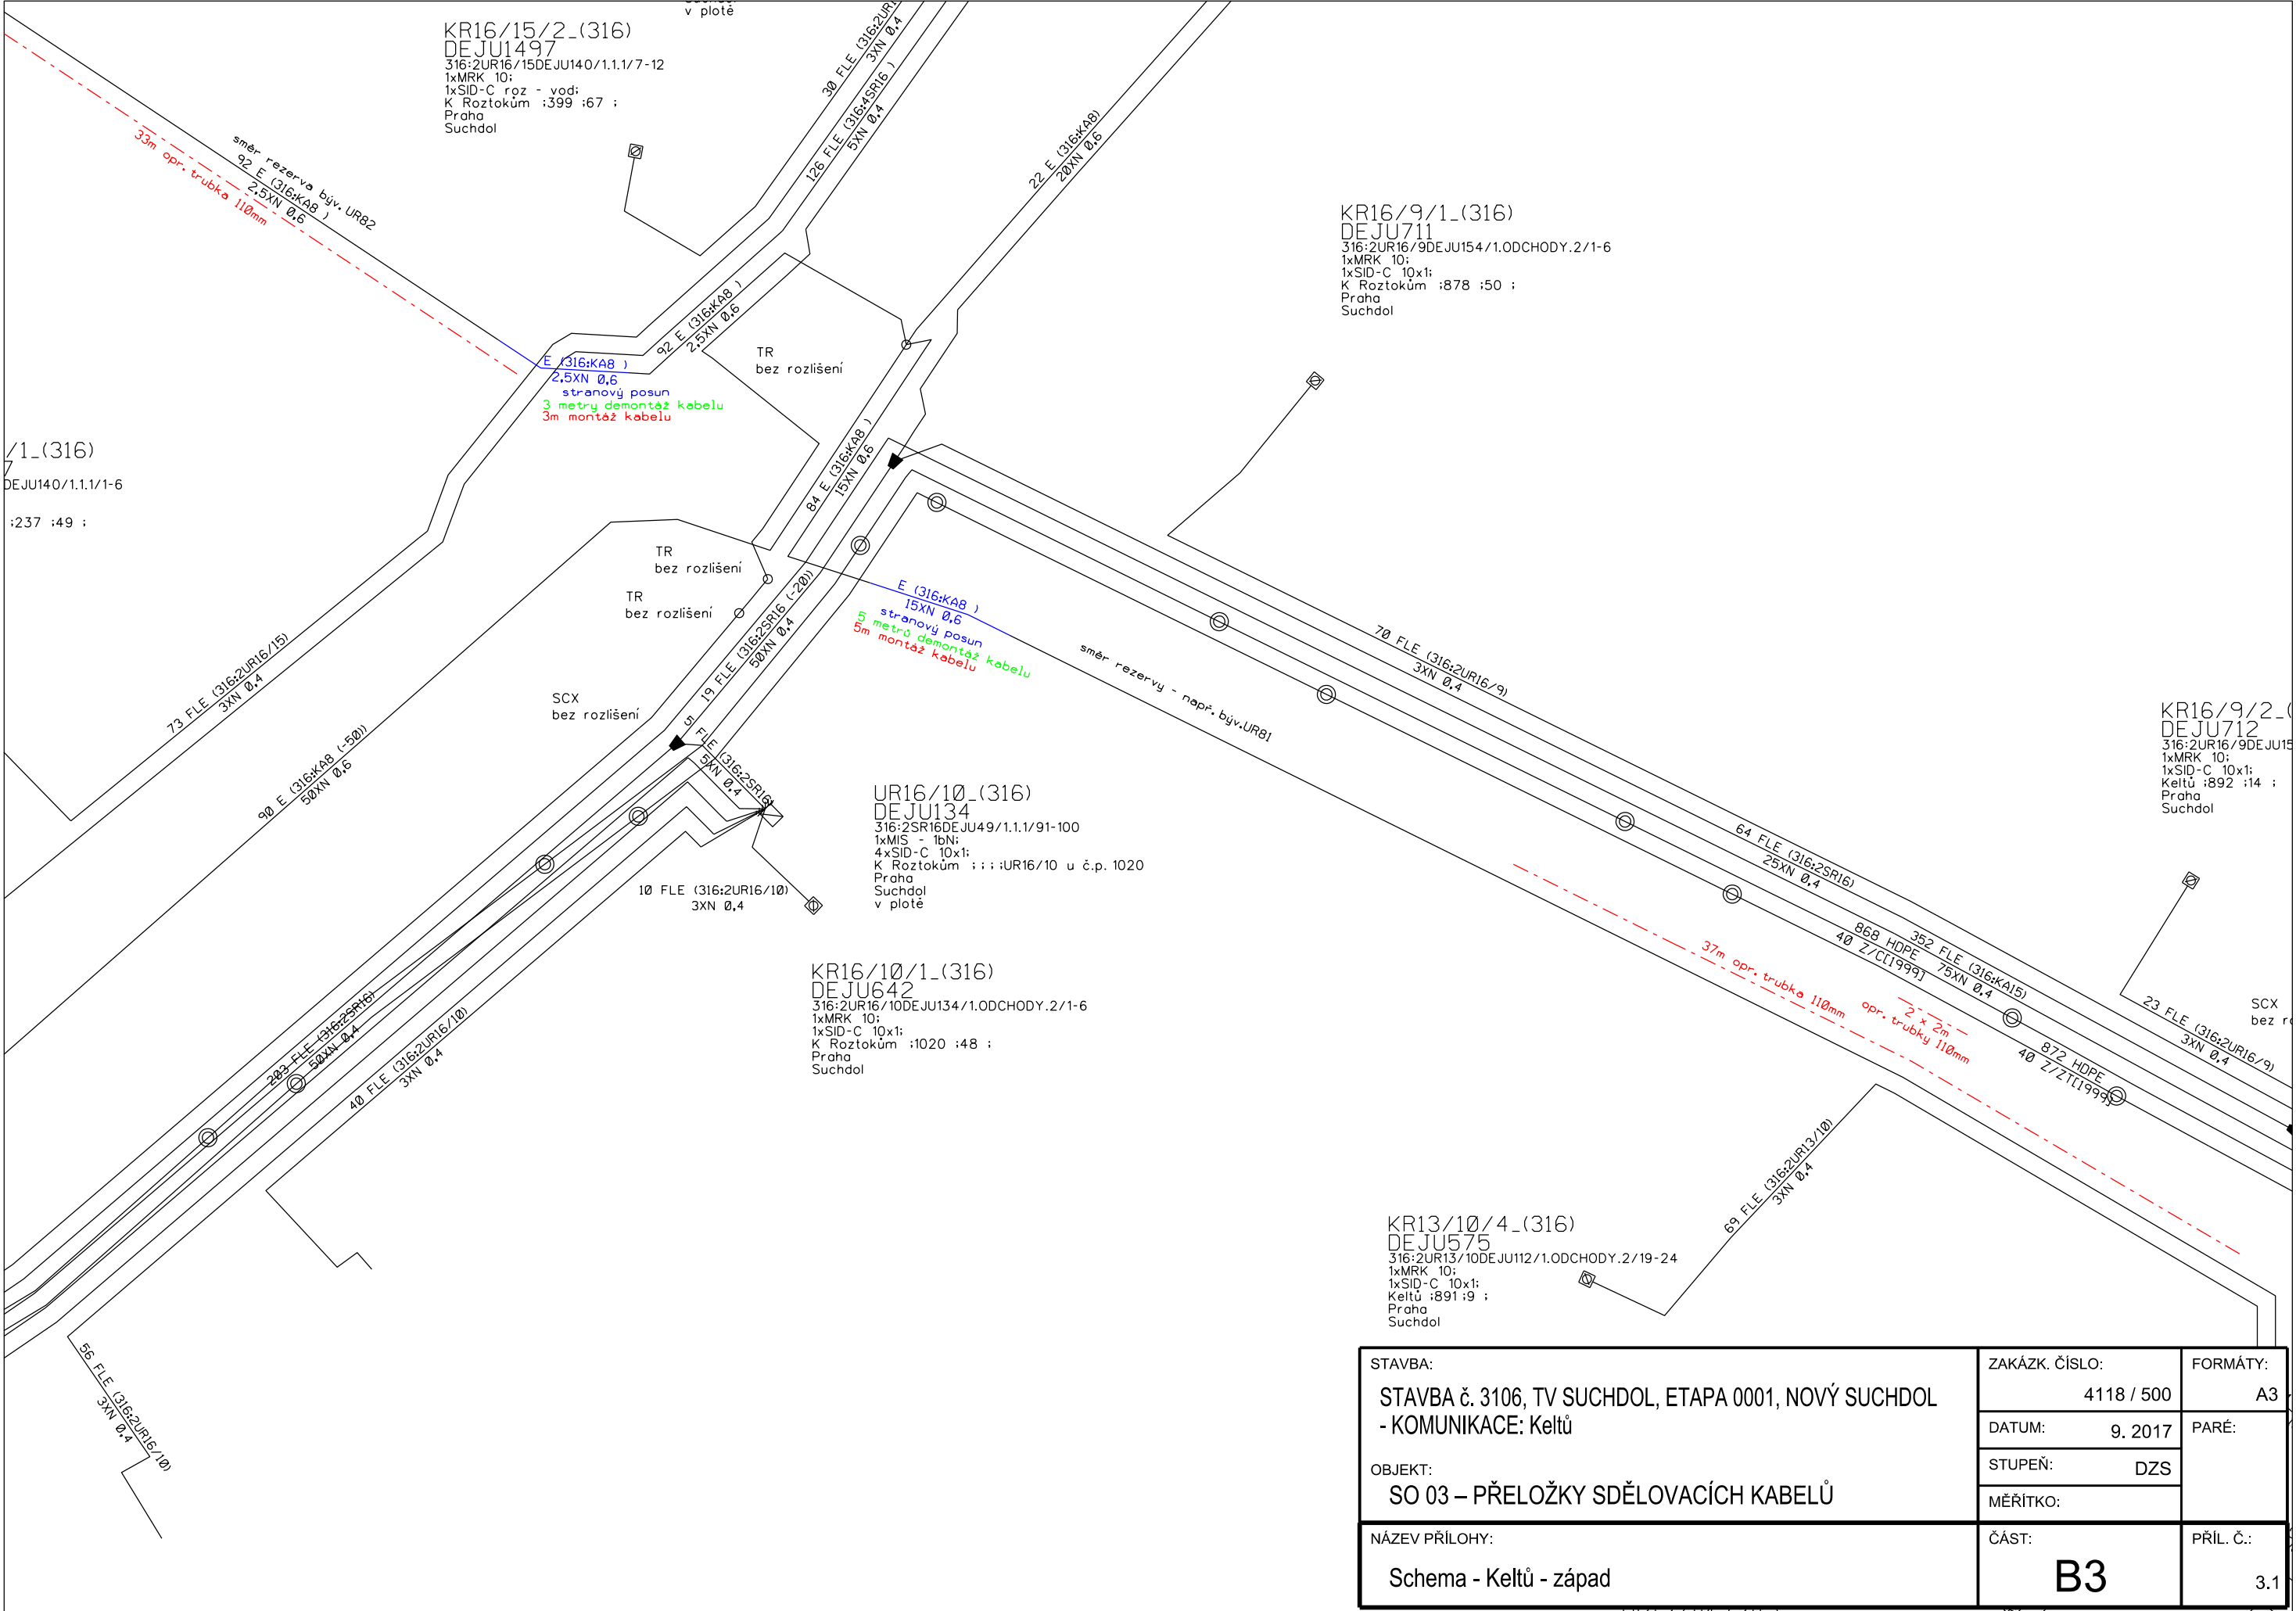 v plotě
KR16/15/2_(316)
DEJU1497
316:2UR16/15DEJU140/1.1.1/7-12
1xMRK 10;
1xSID-C roz - vod;
K Roztokům ;399 ;67 ;
Praha
Suchdol
30 FLE (316:2UR1
3XN 0,4
126 FLE (316:4SR16 )
5XN 0,4
22 E (316:KA8)
20XN 0,6
33m opr. trubka 110mm
směr rezerva býv. UR82
92 E (316:KA8 )
2,5XN 0,6
KR16/9/1_(316)
DEJU711
316:2UR16/9DEJU154/1.ODCHODY.2/1-6
1xMRK 10;
1xSID-C 10x1;
K Roztokům ;878 ;50 ;
Praha
Suchdol
92 E (316:KA8 )
2,5XN 0,6
TR
bez rozlišení
E (316:KA8 )
2,5XN 0,6
stranový posun
3 metry demontáž kabelu
3m montáž kabelu
/1_(316)
DEJU140/1.1.1/1-6
;237 ;49 ;
84 E (316:KA8 )
15XN 0,6
TR
bez rozlišení
TR
bez rozlišení
E (316:KA8 )
15XN 0,6
stranový posun
5 metrů demontáž kabelu
5m montáž kabelu
19 FLE (316:2SR16 (-20))
50XN 0,4
směr rezervy - např. býv.UR81
70 FLE (316:2UR16/9)
3XN 0,4
73 FLE (316:2UR16/15)
3XN 0,4
SCX
bez rozlišení
5 FLE (316:2SR16)
5XN 0,4
90 E (316:KA8 (-50))
50XN 0,6
KR16/9/2_(
DEJU712
316:2UR16/9DEJU15
1xMRK 10;
1xSID-C 10x1;
Keltů ;892 ;14 ;
Praha
Suchdol
UR16/10_(316)
DEJU134
316:2SR16DEJU49/1.1.1/91-100
1xMIS - 1bN;
4xSID-C 10x1;
K Roztokům ;;;;UR16/10 u č.p. 1020
Praha
Suchdol
v plotě
10 FLE (316:2UR16/10)
3XN 0,4
64 FLE (316:2SR16)
25XN 0,4
352 FLE (316:KA15)
75XN 0,4
868 HDPE
40 Z/C[1999]
37m opr. trubka 110mm
2 x 2m
opr. trubky 110mm
872 HDPE
40 Z/ZT[1999]
23 FLE (316:2UR16/9)
3XN 0,4
SCX
KR16/10/1_(316)
DEJU642
316:2UR16/10DEJU134/1.ODCHODY.2/1-6
1xMRK 10;
1xSID-C 10x1;
K Roztokům ;1020 ;48 ;
Praha
Suchdol
203 FLE (316:2SR16)
50XN 0,4
40 FLE (316:2UR16/10)
3XN 0,4
69 FLE (316:2UR13/10)
3XN 0,4
KR13/10/4_(316)
DEJU575
316:2UR13/10DEJU112/1.ODCHODY.2/19-24
1xMRK 10;
1xSID-C 10x1;
Keltů ;891 ;9 ;
Praha
Suchdol
56 FLE (316:2UR16/10)
3XN 0,4
STAVBA:
STAVBA č. 3106, TV SUCHDOL, ETAPA 0001, NOVÝ SUCHDOL
- KOMUNIKACE: Keltů
OBJEKT:
SO 03 – PŘELOŽKY SDĚLOVACÍCH KABELŮ
ZAKÁZK. ČÍSLO:
4118 / 500
FORMÁTY:
A3
DATUM: 9. 2017
PARÉ:
STUPEŇ: DZS
MĚŘÍTKO:
NÁZEV PŘÍLOHY:
Schema - Keltů - západ
ČÁST:
B3
PŘÍL. Č.:
3.1